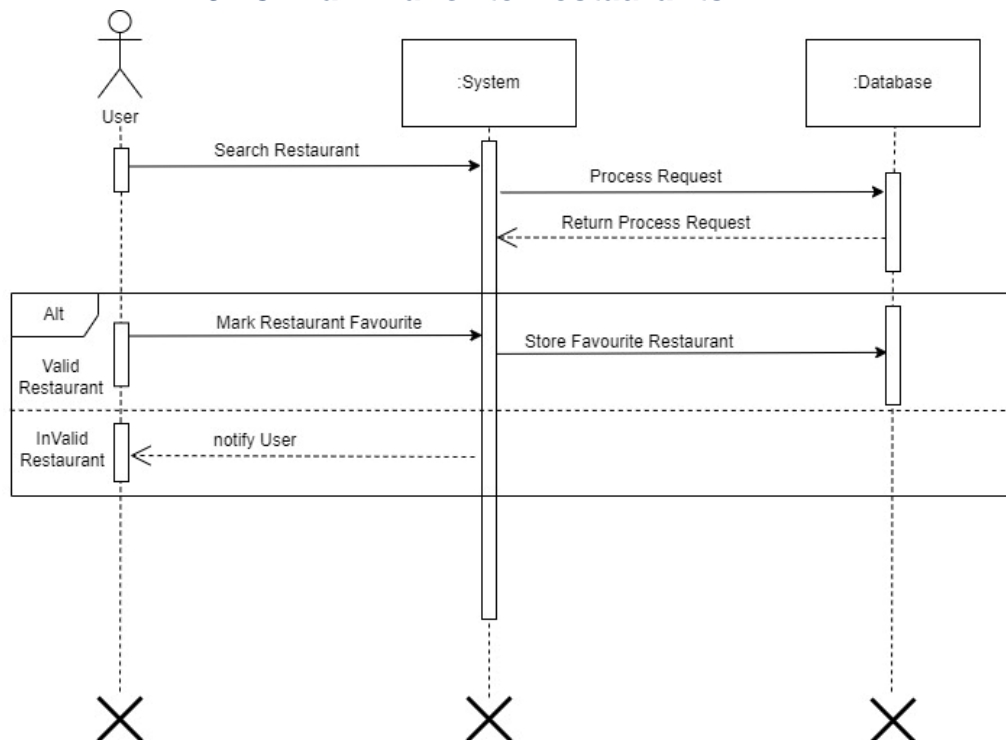 User
:System
:Database
Search Restaurant
Process Request
Return Process Request
Alt
Mark Restaurant Favourite
Store Favourite Restaurant
Valid
Restaurant
notify User
InValid
Restaurant